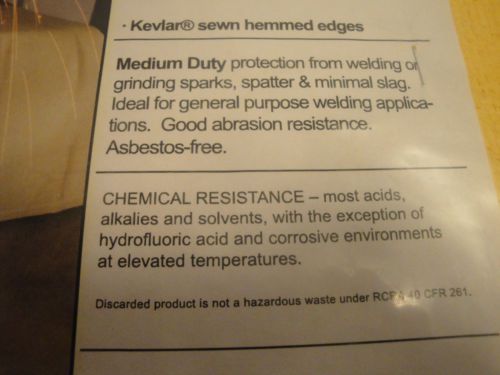 · Kevlar® sewn hemmed edges
Medium Duty protection from welding or
grinding sparks, spatter & minimal slag.
Ideal for general purpose welding applica-
tions. Good abrasion resistance.
Asbestos-free.
CHEMICAL RESISTANCE – most acids,
alkalies and solvents, with the exception of
hydrofluoric acid and corrosive environments
at elevated temperatures.
Discarded product is not a hazardous waste under RCRA 40 CFR 261.